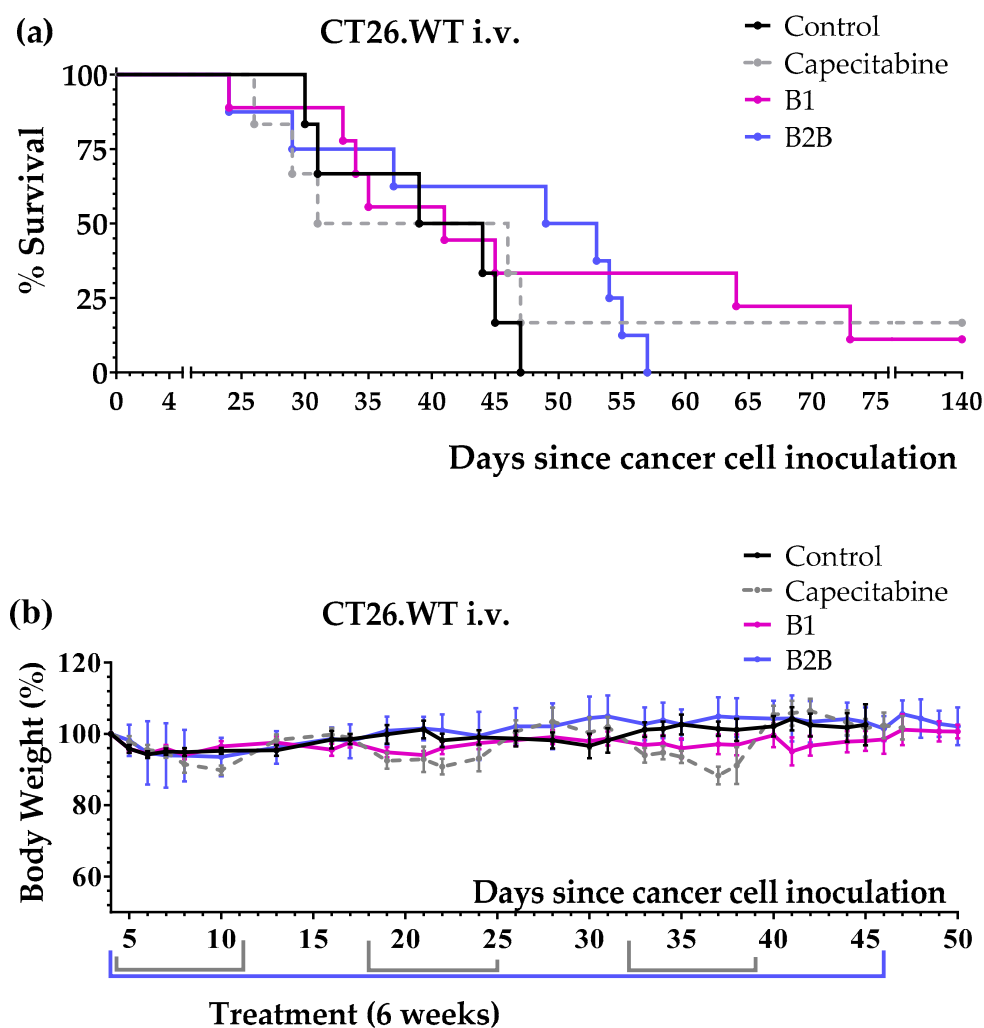 (a)
CT26.WT i.v.
Control
Capecitabine
B1
B2B
% Survival
100
75
50
25
0
0 4 25 30 35 40 45 50 55 60 65 70 75 140
Days since cancer cell inoculation
Control
Capecitabine
B1
B2B
(b)
CT26.WT i.v.
Body Weight (%)
120
100
80
60
Days since cancer cell inoculation
5 10 15 20 25 30 35 40 45 50
Treatment (6 weeks)